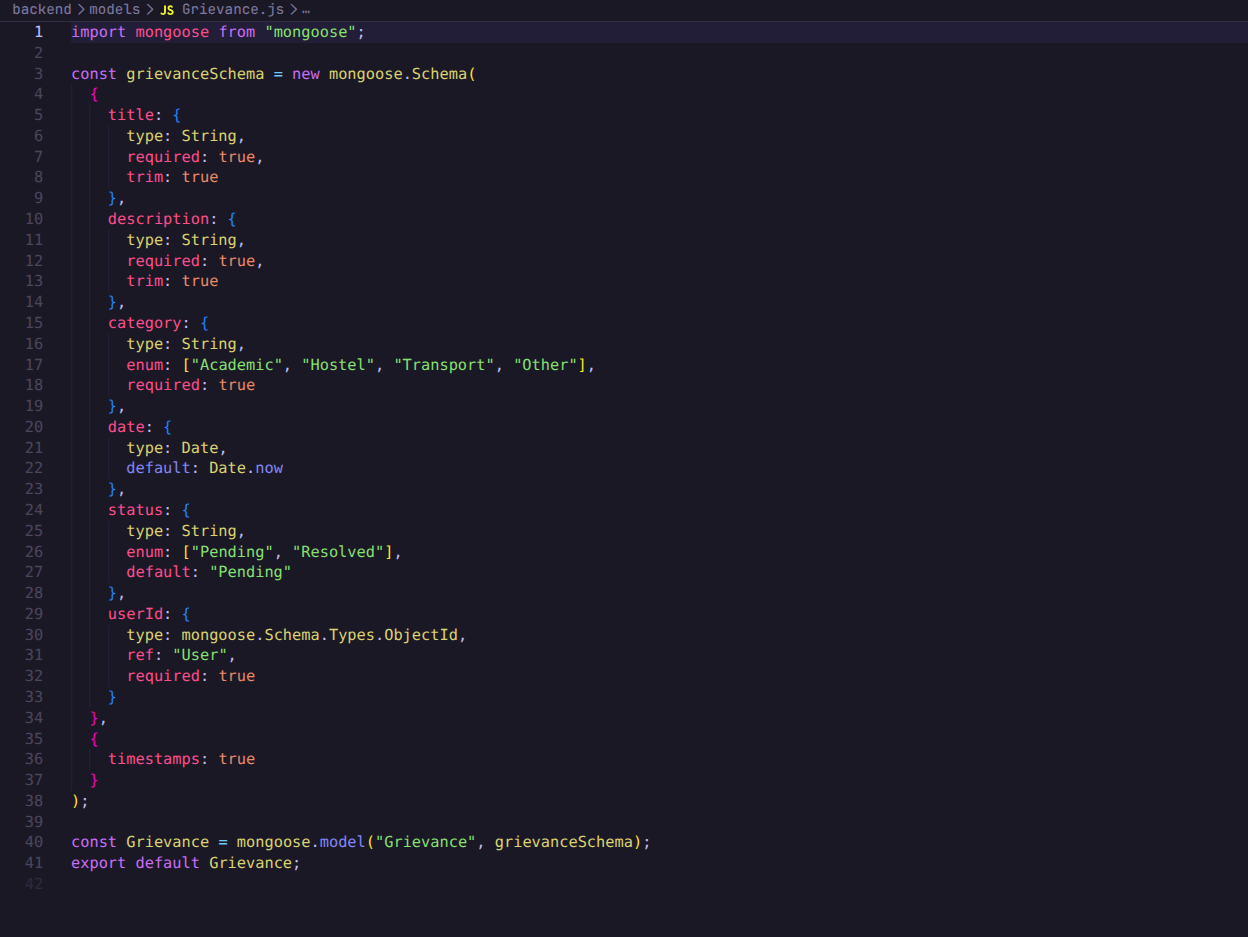 backend > models > JS Grievance.js > …
1 import mongoose from "mongoose";
2
3 const grievanceSchema = new mongoose.Schema(
4   {
5     title: {
6       type: String,
7       required: true,
8       trim: true
9     },
10     description: {
11       type: String,
12       required: true,
13       trim: true
14     },
15     category: {
16       type: String,
17       enum: ["Academic", "Hostel", "Transport", "Other"],
18       required: true
19     },
20     date: {
21       type: Date,
22       default: Date.now
23     },
24     status: {
25       type: String,
26       enum: ["Pending", "Resolved"],
27       default: "Pending"
28     },
29     userId: {
30       type: mongoose.Schema.Types.ObjectId,
31       ref: "User",
32       required: true
33     }
34   },
35   {
36     timestamps: true
37   }
38 );
39
40 const Grievance = mongoose.model("Grievance", grievanceSchema);
41 export default Grievance;
42